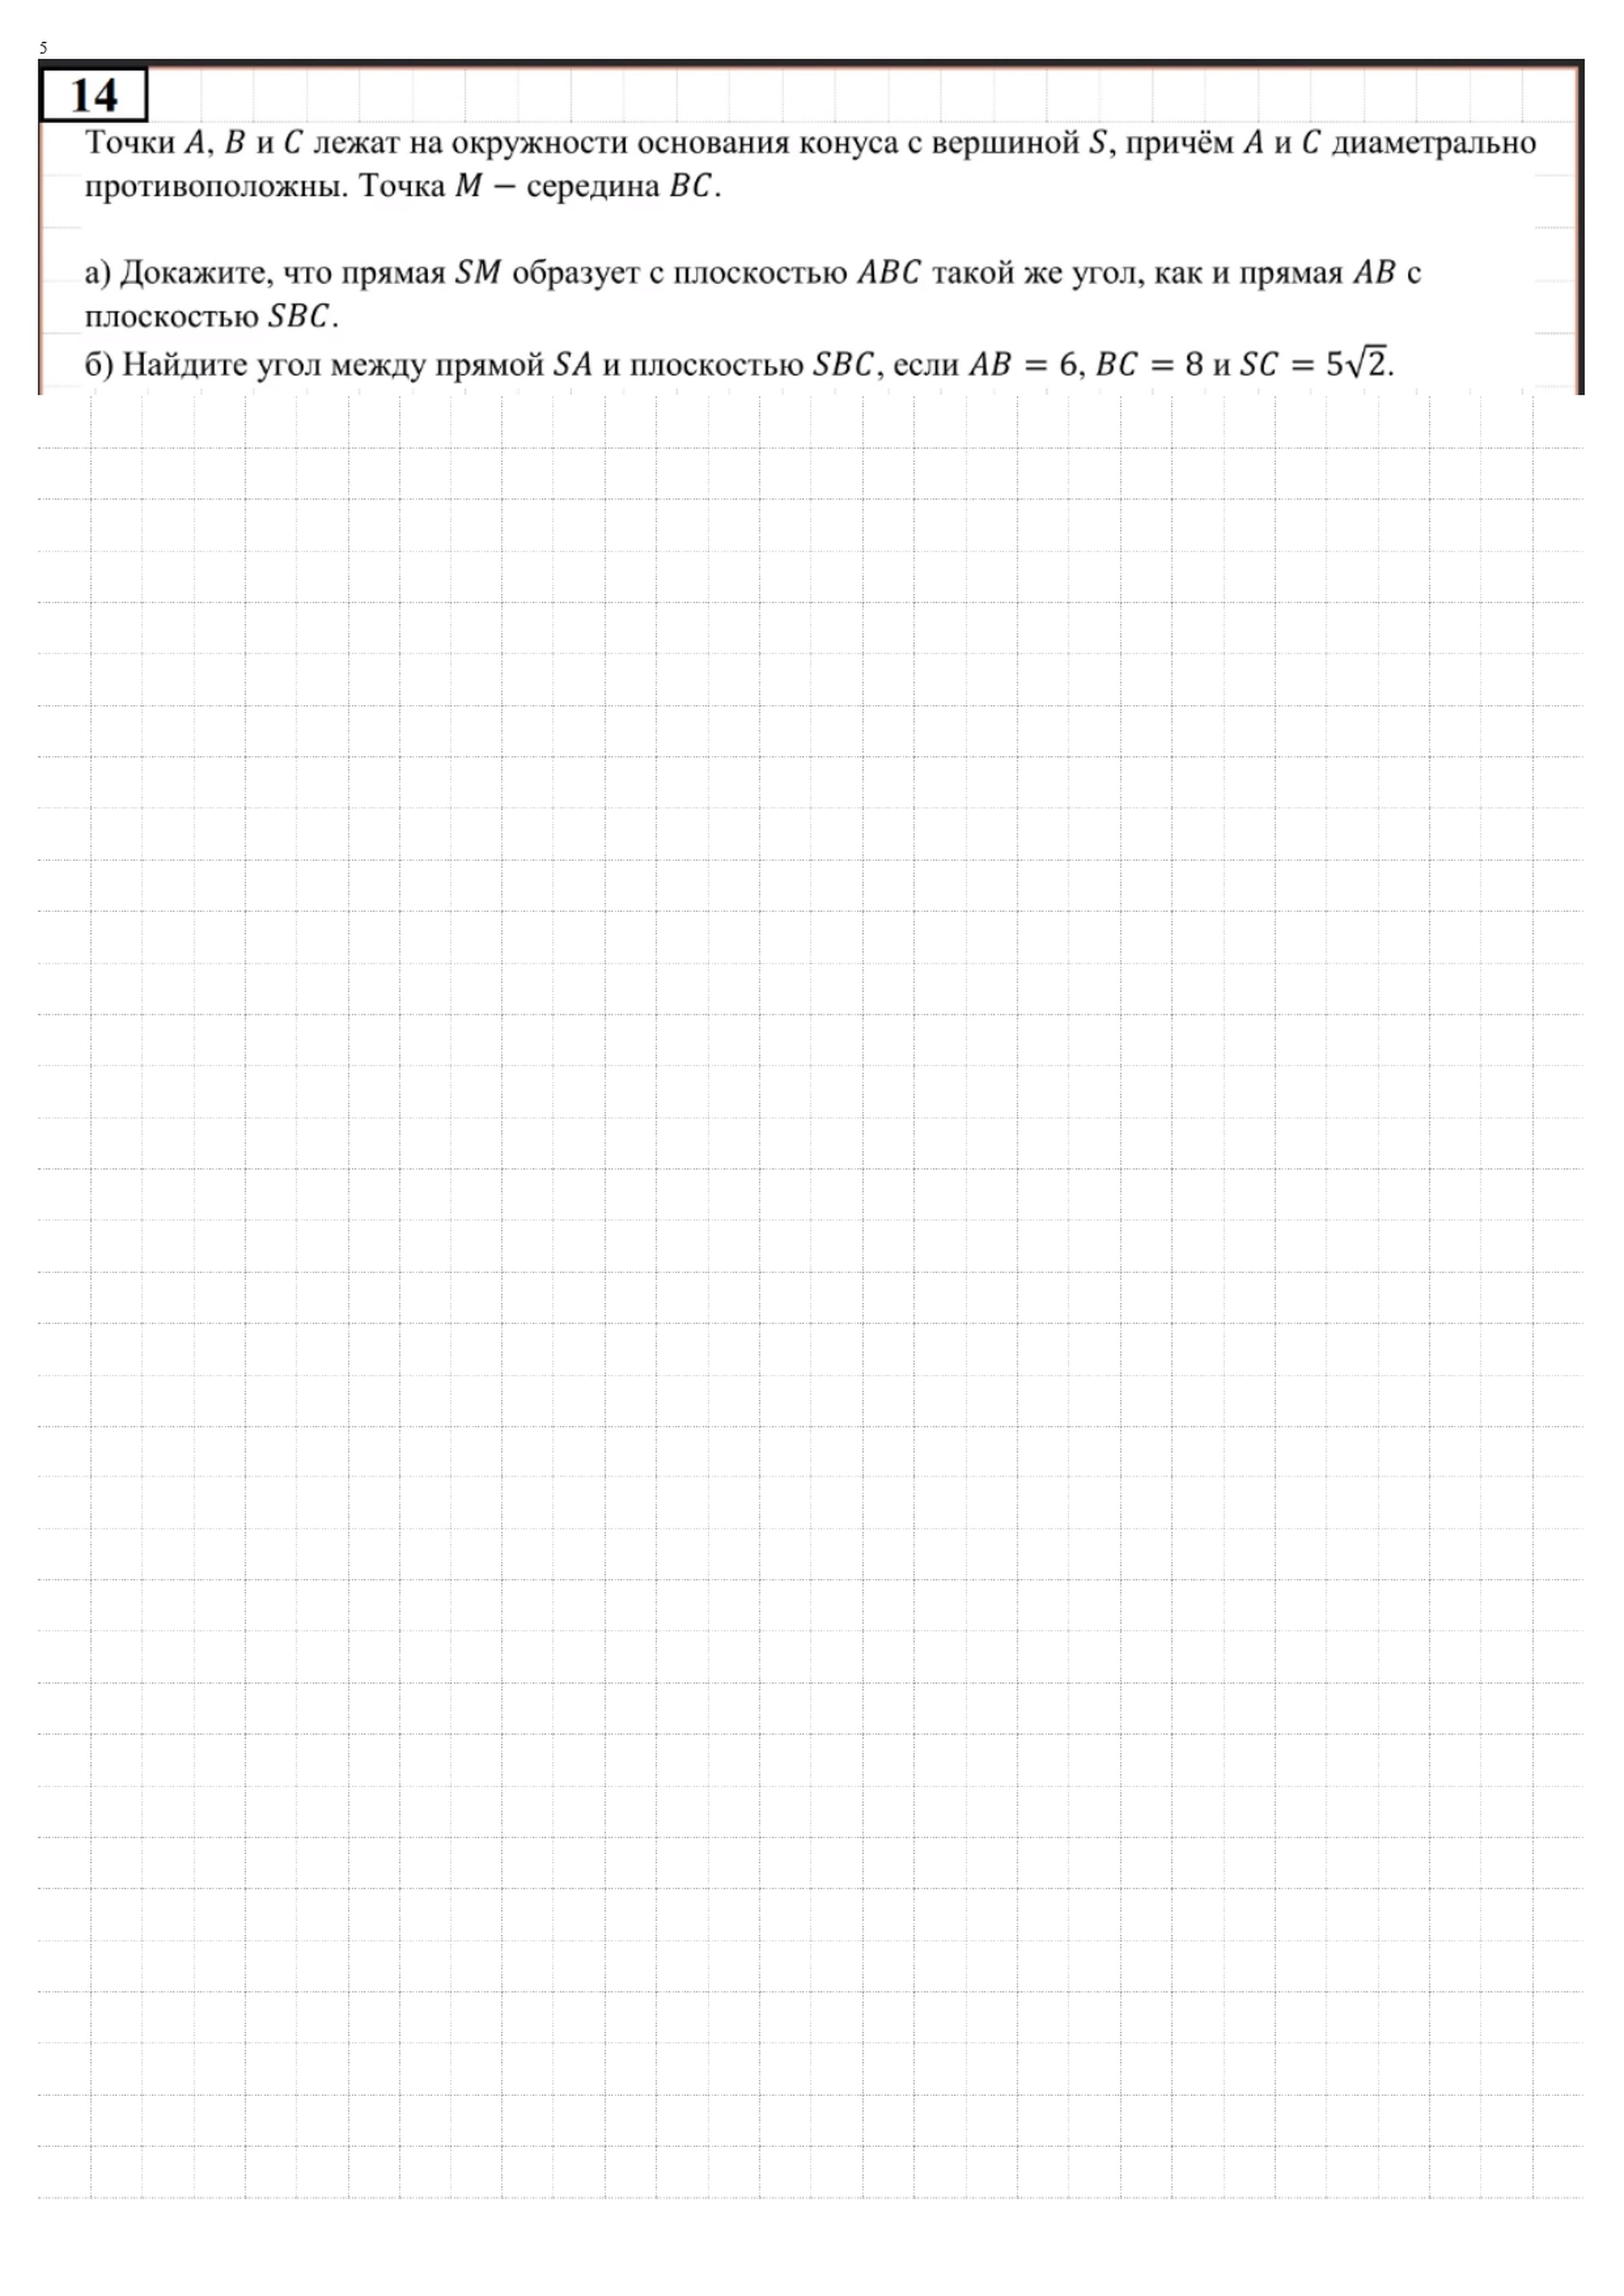 5
14
Точки A, B и C лежат на окружности основания конуса с вершиной S, причём A и C диаметрально
противоположны. Точка M − середина BC.
а) Докажите, что прямая SM образует с плоскостью ABC такой же угол, как и прямая AB с
плоскостью SBC.
б) Найдите угол между прямой SA и плоскостью SBC, если AB = 6, BC = 8 и SC = 5√2.